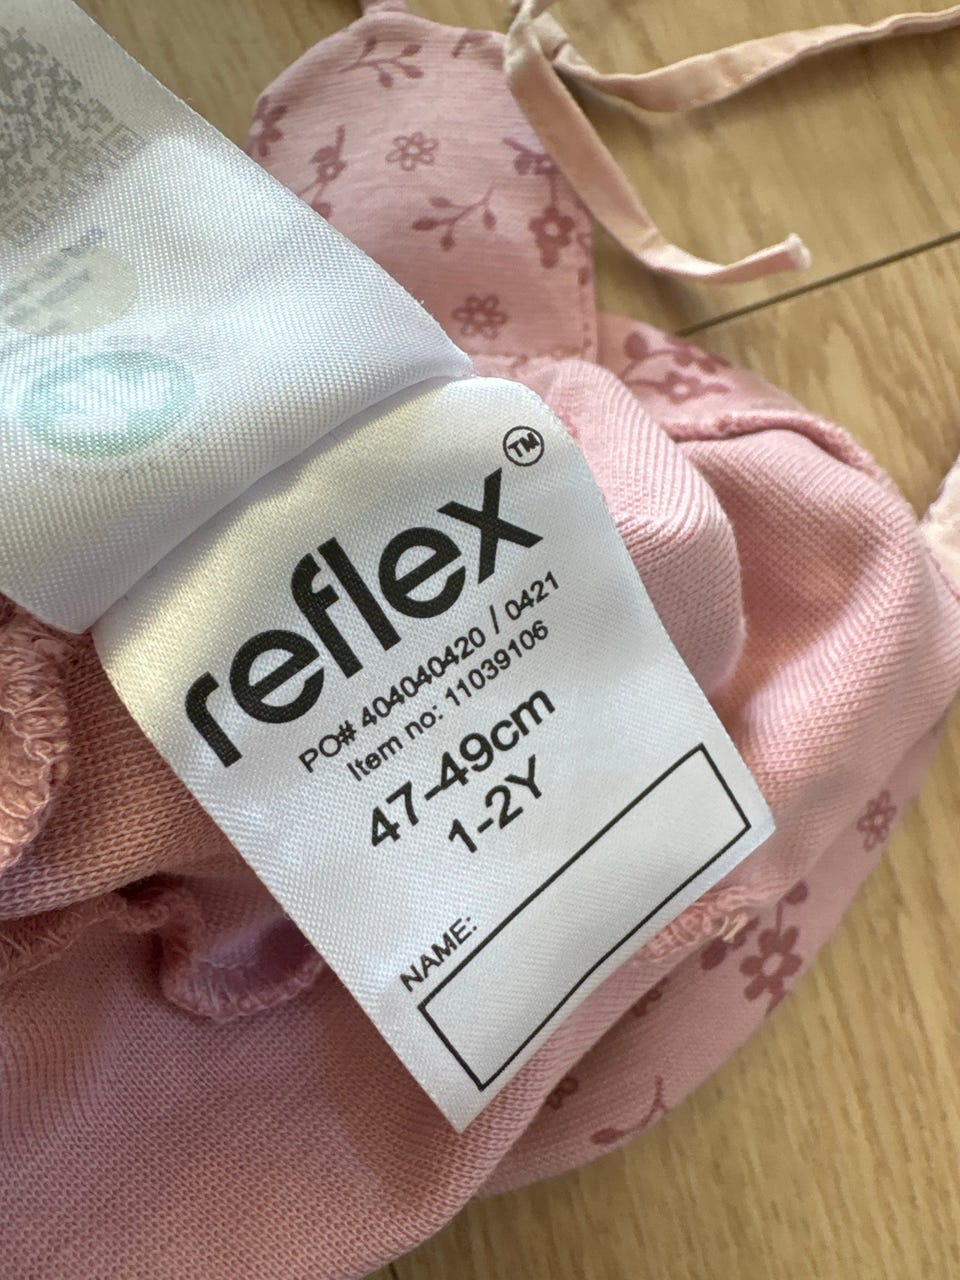 reflex™
PO# 404040420 / 0421
Item no: 11039106
47-49cm
1-2Y
NAME: